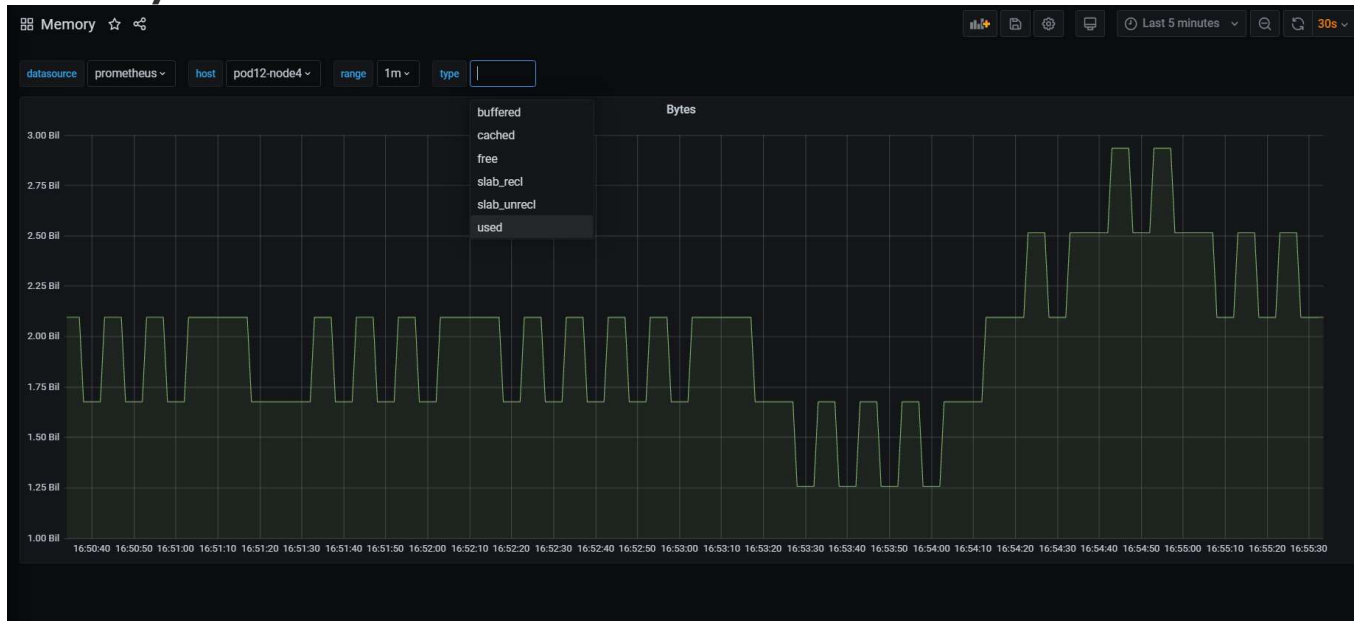 Memory
Last 5 minutes
30s
datasource prometheus host pod12-node4 range 1m type
buffered
cached
free
slab_recl
slab_unrecl
used
Bytes
3.00 Bil
2.75 Bil
2.50 Bil
2.25 Bil
2.00 Bil
1.75 Bil
1.50 Bil
1.25 Bil
1.00 Bil
16:50:40 16:50:50 16:51:00 16:51:10 16:51:20 16:51:30 16:51:40 16:51:50 16:52:00 16:52:10 16:52:20 16:52:30 16:52:40 16:52:50 16:53:00 16:53:10 16:53:20 16:53:30 16:53:40 16:53:50 16:54:00 16:54:10 16:54:20 16:54:30 16:54:40 16:54:50 16:55:00 16:55:10 16:55:20 16:55:30